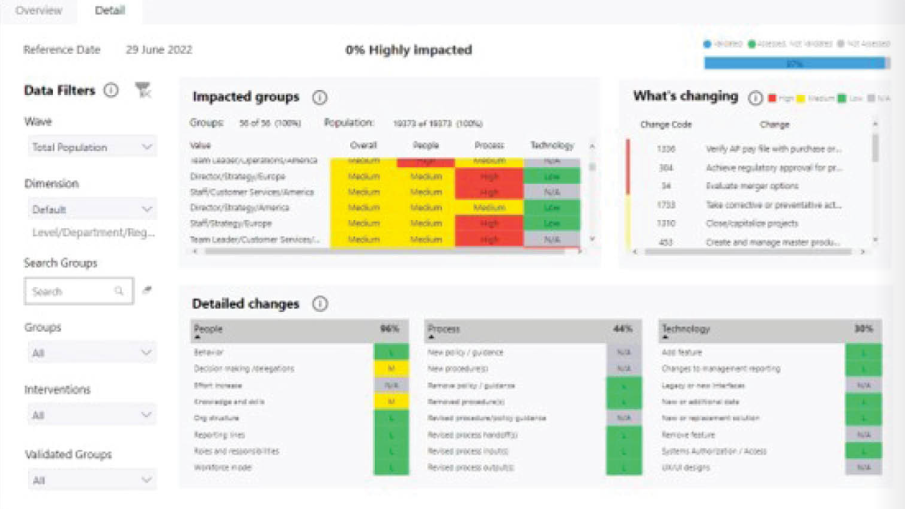 Overview Detail
Reference Date 29 June 2022 0% Highly impacted
Validated Assessed, Not Validated Not Assessed
97%
Data Filters
Wave
Total Population
Dimension
Default
Level/Department/Reg...
Search Groups
Search
Groups
All
Interventions
All
Validated Groups
All
Impacted groups
Groups: 56 of 56 (100%) Population: 19373 of 19373 (100%)
Value Overall People Process Technology
Team Leader/Operations/America Medium High Medium N/A
Director/Strategy/Europe Medium Medium High Low
Staff/Customer Services/America Medium Medium High N/A
Director/Strategy/America Medium Medium Medium Low
Staff/Strategy/Europe Medium Medium High Low
Team Leader/Customer Services/... Medium Medium High N/A
What's changing High Medium Low N/A
Change Code Change
1336 Verify AP pay file with purchase or...
304 Achieve regulatory approval for pr...
34 Evaluate merger options
1733 Take corrective or preventative act...
1310 Close/capitalize projects
453 Create and manage master produ...
Detailed changes
People 96%
Behavior L
Decision making /delegations M
Effort increase N/A
Knowledge and skills M
Org structure L
Reporting lines L
Roles and responsibilities L
Workforce model L
Process 44%
New policy / guidance N/A
New procedure(s) N/A
Remove policy / guidance L
Removed procedure(s) L
Revised procedure/policy guidance N/A
Revised process handoff(s) L
Revised process input(s) L
Revised process output(s) L
Technology 30%
Add feature L
Changes to management reporting L
Legacy or new interfaces N/A
New or additional data L
New or replacement solution L
Remove feature N/A
Systems Authorization / Access L
UX/UI designs N/A